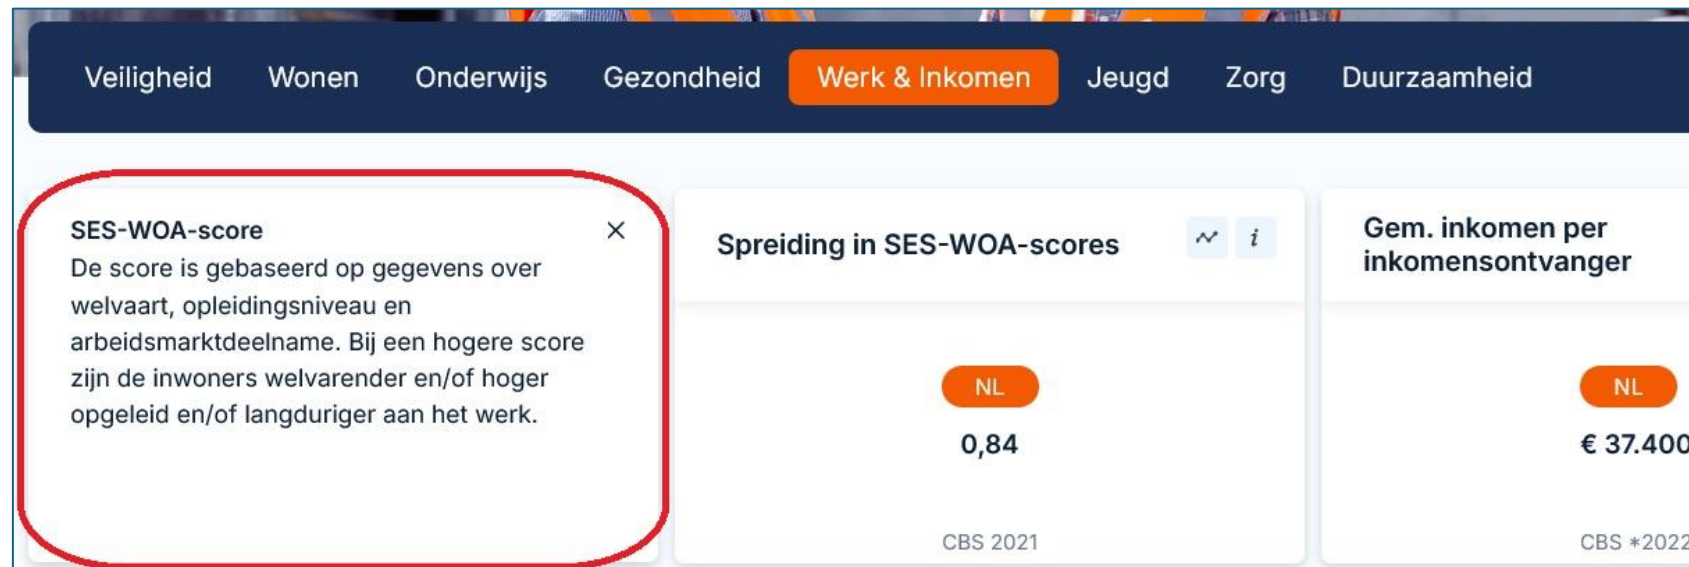 Veiligheid Wonen Onderwijs Gezondheid Werk & Inkomen Jeugd Zorg Duurzaamheid
SES-WOA-score
De score is gebaseerd op gegevens over
welvaart, opleidingsniveau en
arbeidsmarktdeelname. Bij een hogere score
zijn de inwoners welvarender en/of hoger
opgeleid en/of langduriger aan het werk.
Spreiding in SES-WOA-scores
i
NL
0,84
CBS 2021
Gem. inkomen per
inkomensontvanger
NL
€ 37.400
CBS *2022